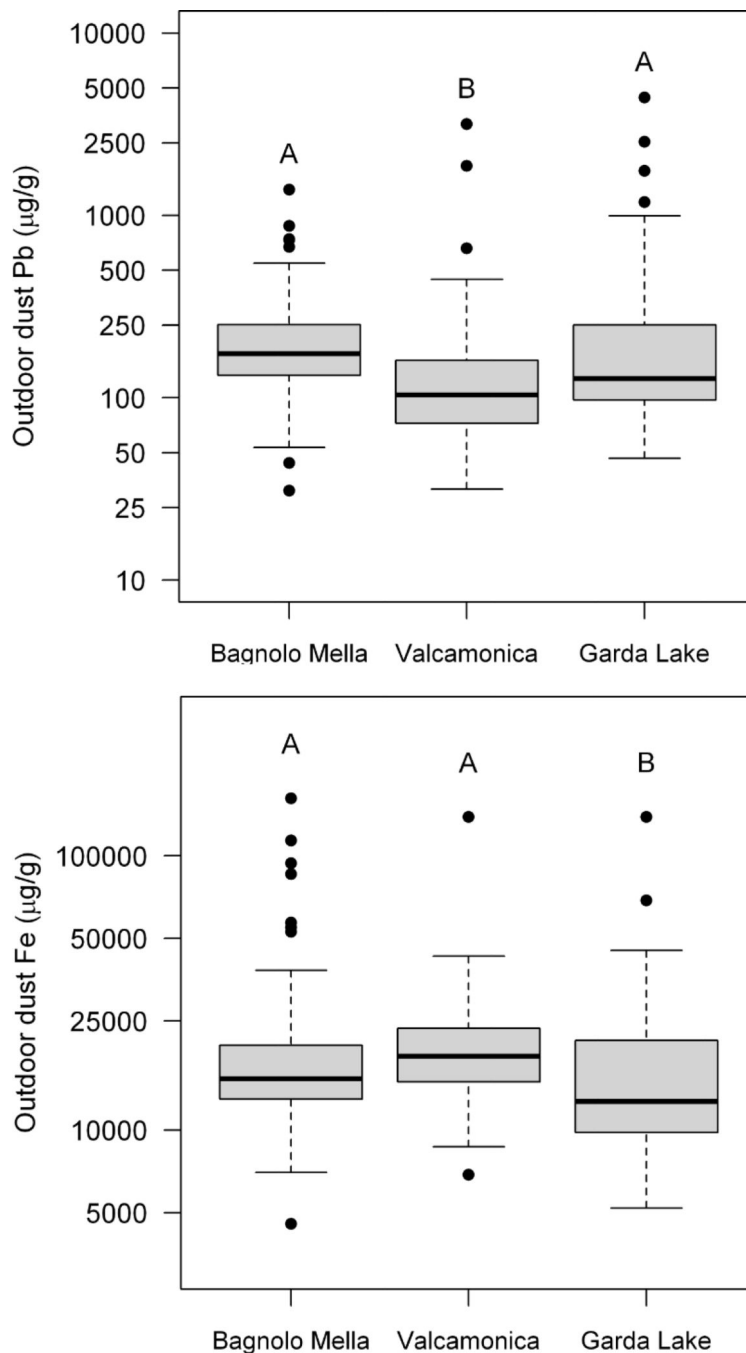 Outdoor dust Pb (μg/g)
10000
5000
2500
1000
500
250
100
50
25
10
A
B
A
Bagnolo Mella
Valcamonica
Garda Lake
Outdoor dust Fe (μg/g)
100000
50000
25000
10000
5000
A
A
B
Bagnolo Mella
Valcamonica
Garda Lake